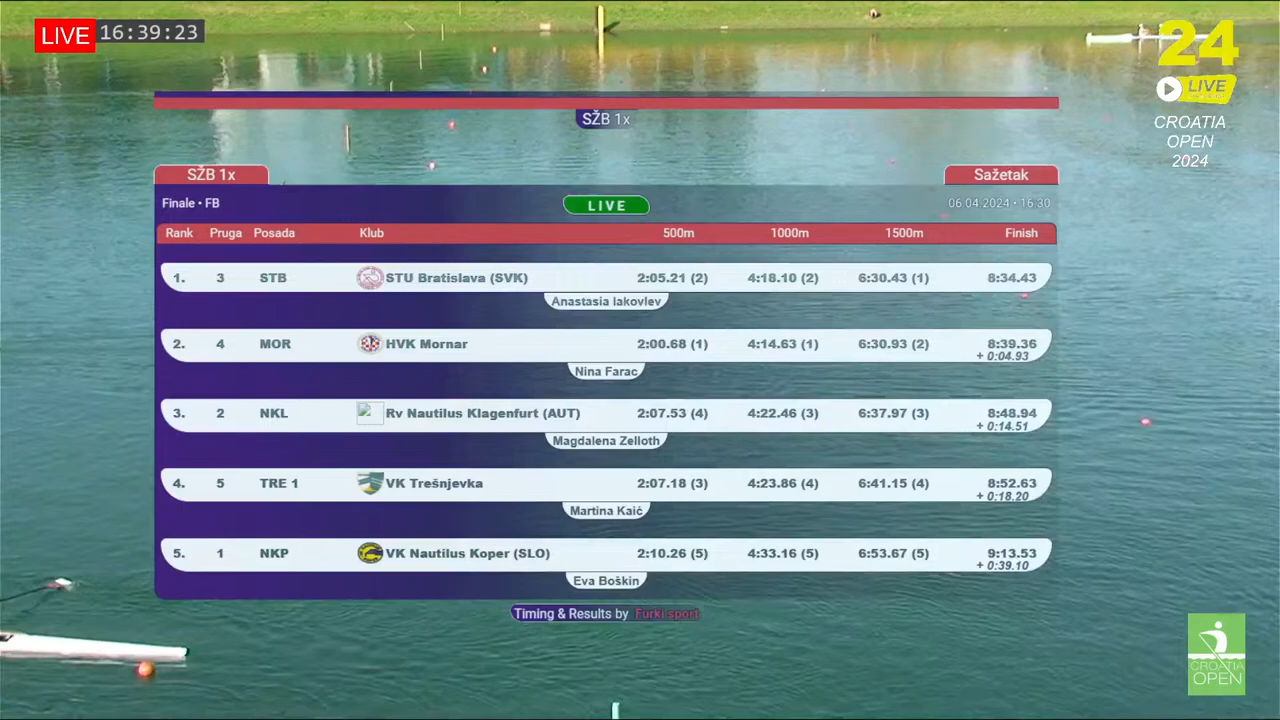 LIVE 16:39:23
24
LIVE
CROATIA
OPEN
2024
SŽB 1x
SŽB 1x Sažetak
Finale • FB LIVE 06-04-2024 • 16:30
Rank Pruga Posada Klub 500m 1000m 1500m Finish
1. 3 STB STU Bratislava (SVK) 2:05.21 (2) 4:18.10 (2) 6:30.43 (1) 8:34.43
Anastasia Iakovlev
2. 4 MOR HVK Mornar 2:00.68 (1) 4:14.63 (1) 6:30.93 (2) 8:39.36
+ 0:04.93
Nina Farac
3. 2 NKL Rv Nautilus Klagenfurt (AUT) 2:07.53 (4) 4:22.46 (3) 6:37.97 (3) 8:48.94
+ 0:14.51
Magdalena Zelloth
4. 5 TRE 1 VK Trešnjevka 2:07.18 (3) 4:23.86 (4) 6:41.15 (4) 8:52.63
+ 0:18.20
Martina Kaić
5. 1 NKP VK Nautilus Koper (SLO) 2:10.26 (5) 4:33.16 (5) 6:53.67 (5) 9:13.53
+ 0:39.10
Eva Boškin
Timing & Results by Furki sport
CROATIA
OPEN